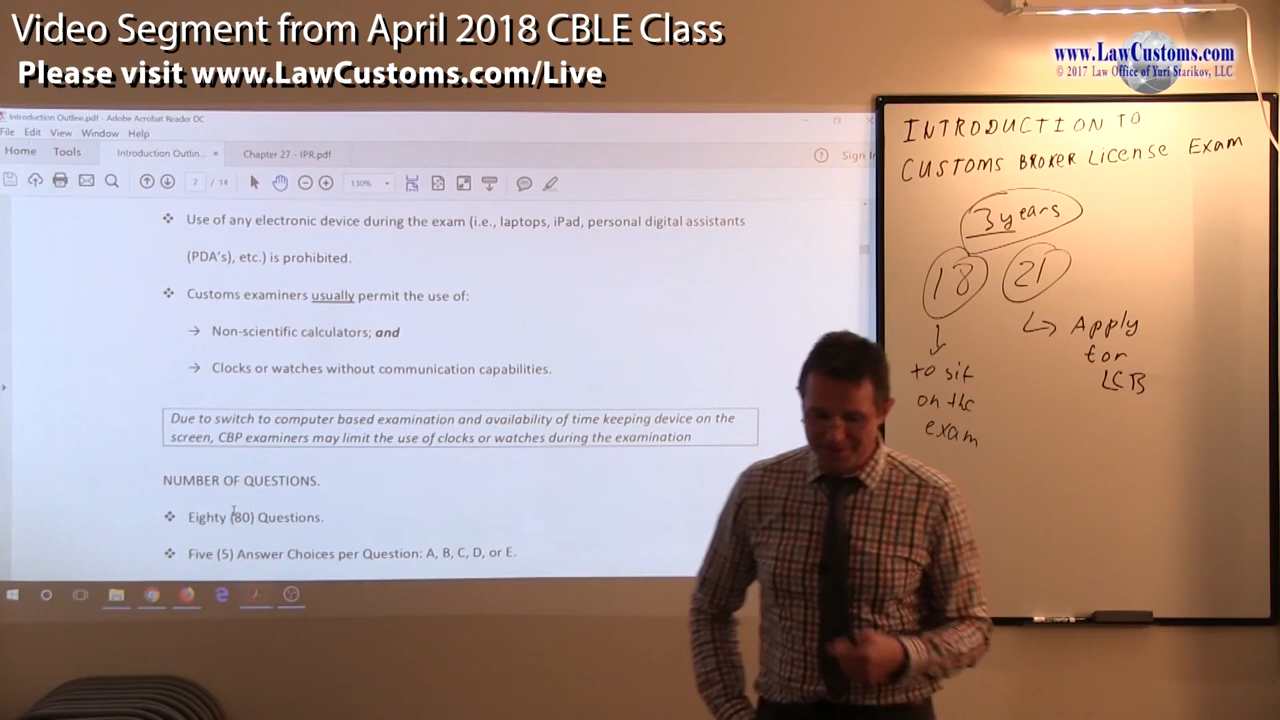 Video Segment from April 2018 CBLE Class
Please visit www.LawCustoms.com/Live
www.LawCustoms.com
© 2017 Law Office of Yuri Starikov, LLC
Introduction Outline.pdf - Adobe Acrobat Reader DC
File Edit View Window Help
Home Tools Introduction Outlin... × Chapter 27 - IPR.pdf Sign In
2 / 14 130%
❖ Use of any electronic device during the exam (i.e., laptops, iPad, personal digital assistants
(PDA's), etc.) is prohibited.
❖ Customs examiners usually permit the use of:
→ Non-scientific calculators; and
→ Clocks or watches without communication capabilities.
Due to switch to computer based examination and availability of time keeping device on the
screen, CBP examiners may limit the use of clocks or watches during the examination
NUMBER OF QUESTIONS.
❖ Eighty (80) Questions.
❖ Five (5) Answer Choices per Question: A, B, C, D, or E.
INTRODUCTION TO
CUSTOMS BROKER LICENSE EXAM
3 years
18 21
to sit
on the
exam
Apply
for
LCB